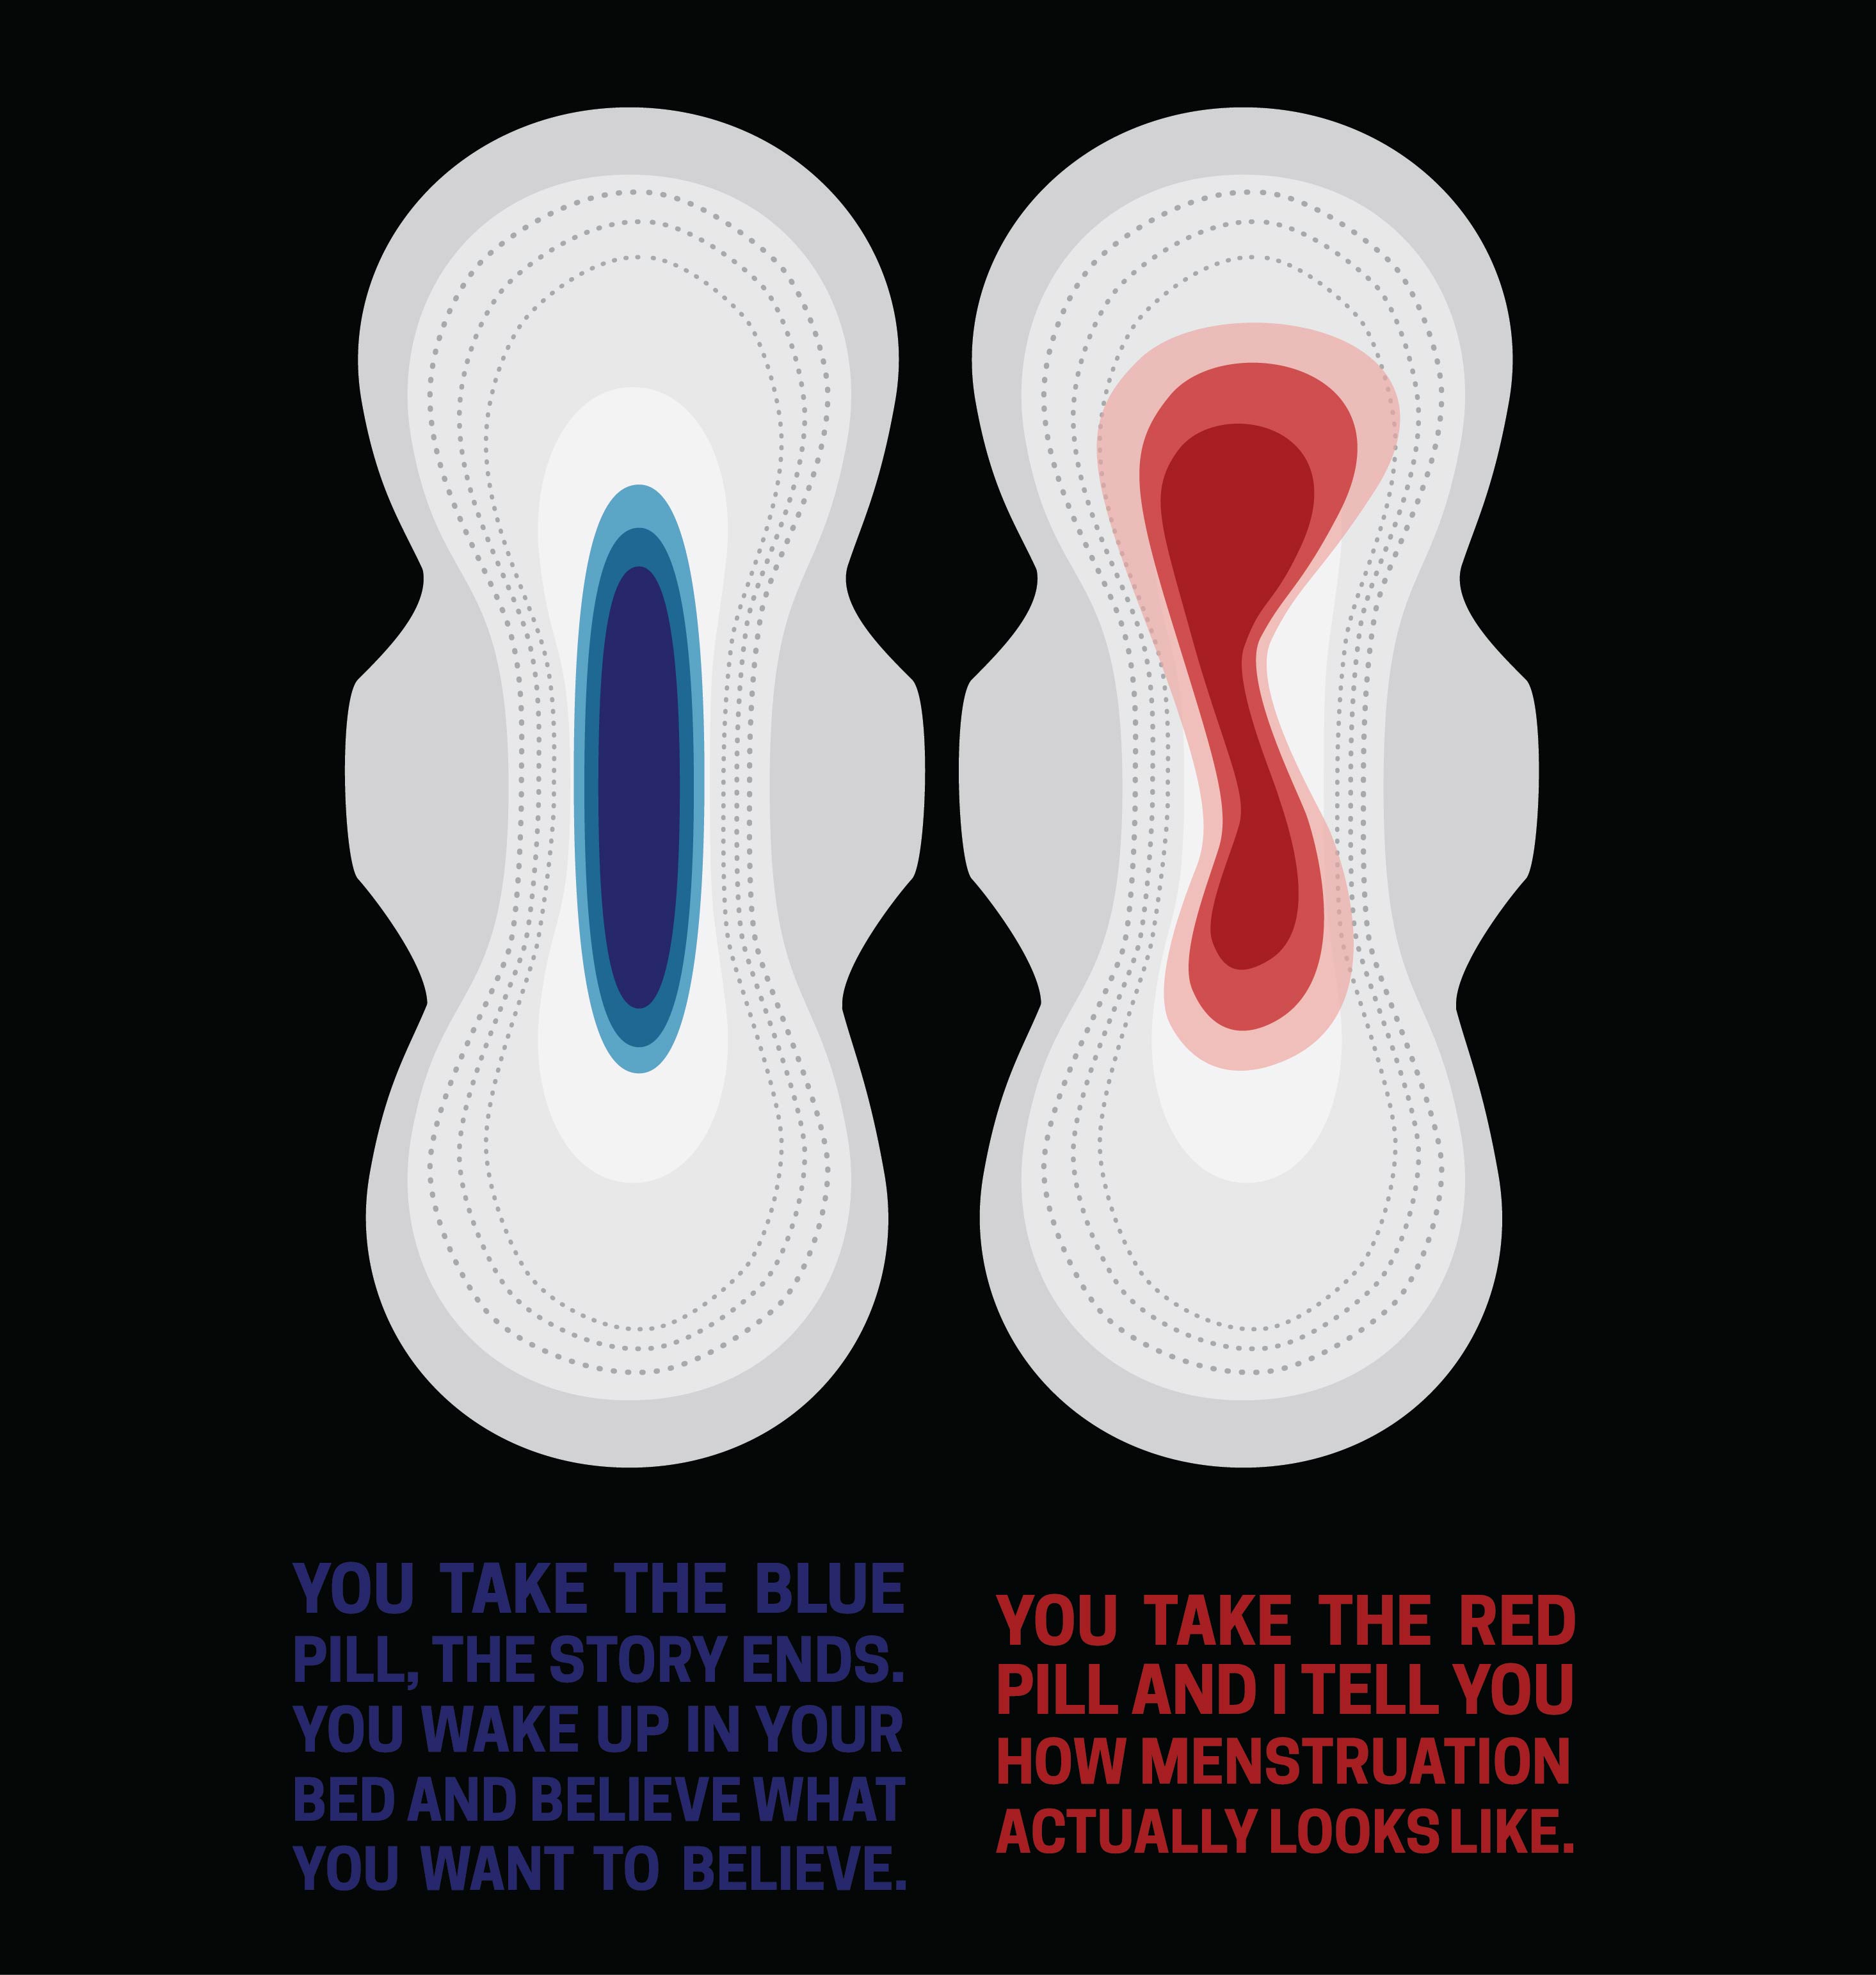 YOU TAKE THE BLUE
PILL, THE STORY ENDS.
YOU WAKE UP IN YOUR
BED AND BELIEVE WHAT
YOU WANT TO BELIEVE.
YOU TAKE THE RED
PILL AND I TELL YOU
HOW MENSTRUATION
ACTUALLY LOOKS LIKE.